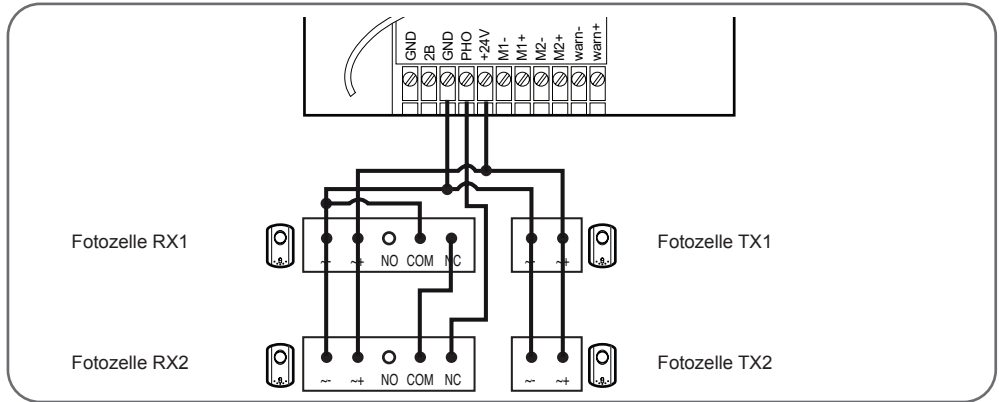 GND 2B GND PHO +24V M1- M1+ M2- M2+ warn- warn+
Fotozelle RX1
~- ~+ NO COM NC
~- ~+
Fotozelle TX1
Fotozelle RX2
~- ~+ NO COM NC
~- ~+
Fotozelle TX2